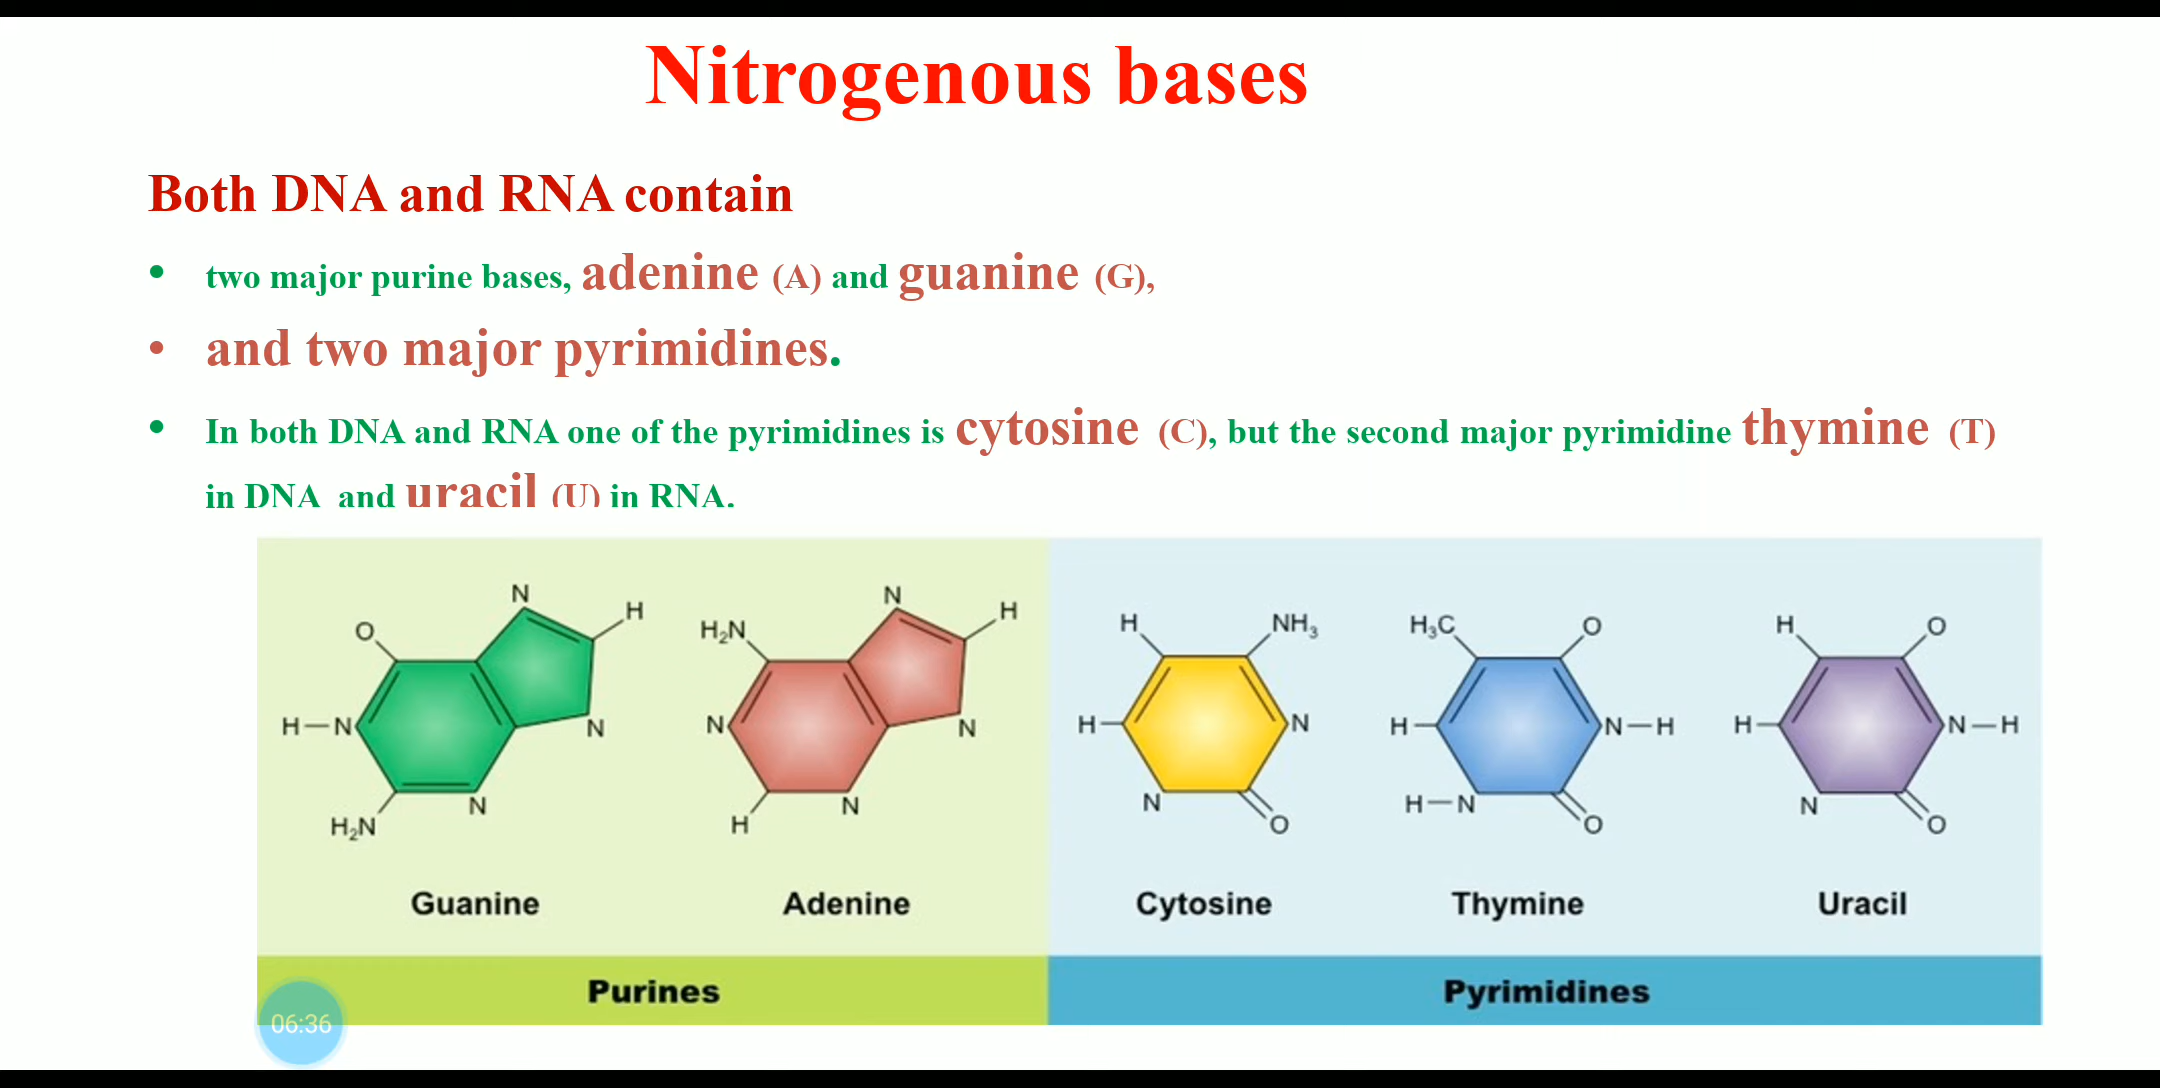 Nitrogenous bases
Both DNA and RNA contain
• two major purine bases, adenine (A) and guanine (G),
• and two major pyrimidines.
• In both DNA and RNA one of the pyrimidines is cytosine (C), but the second major pyrimidine thymine (T)
in DNA and uracil (U) in RNA.
O N H
H—N N
H₂N N
H₂N N H
N N
H N
H NH₃
H N
N O
H₃C O
H N—H
H—N O
H O
H N—H
N O
Guanine Adenine Cytosine Thymine Uracil
Purines Pyrimidines
06:36